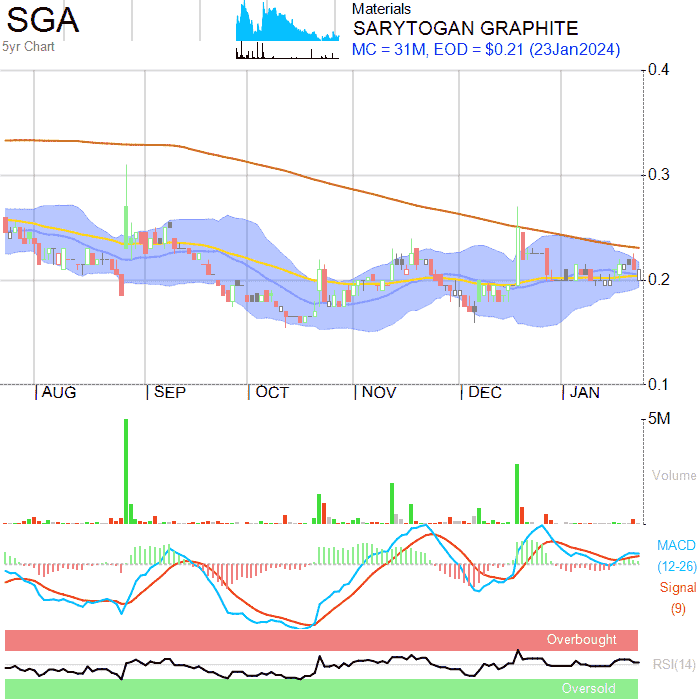 SGA
5yr Chart
Materials
SARYTOGAN GRAPHITE
MC = 31M, EOD = $0.21 (23Jan2024)
0.4
0.3
0.2
0.1
AUG SEP OCT NOV DEC JAN
5M
Volume
MACD
(12-26)
Signal
(9)
Overbought
RSI(14)
Oversold